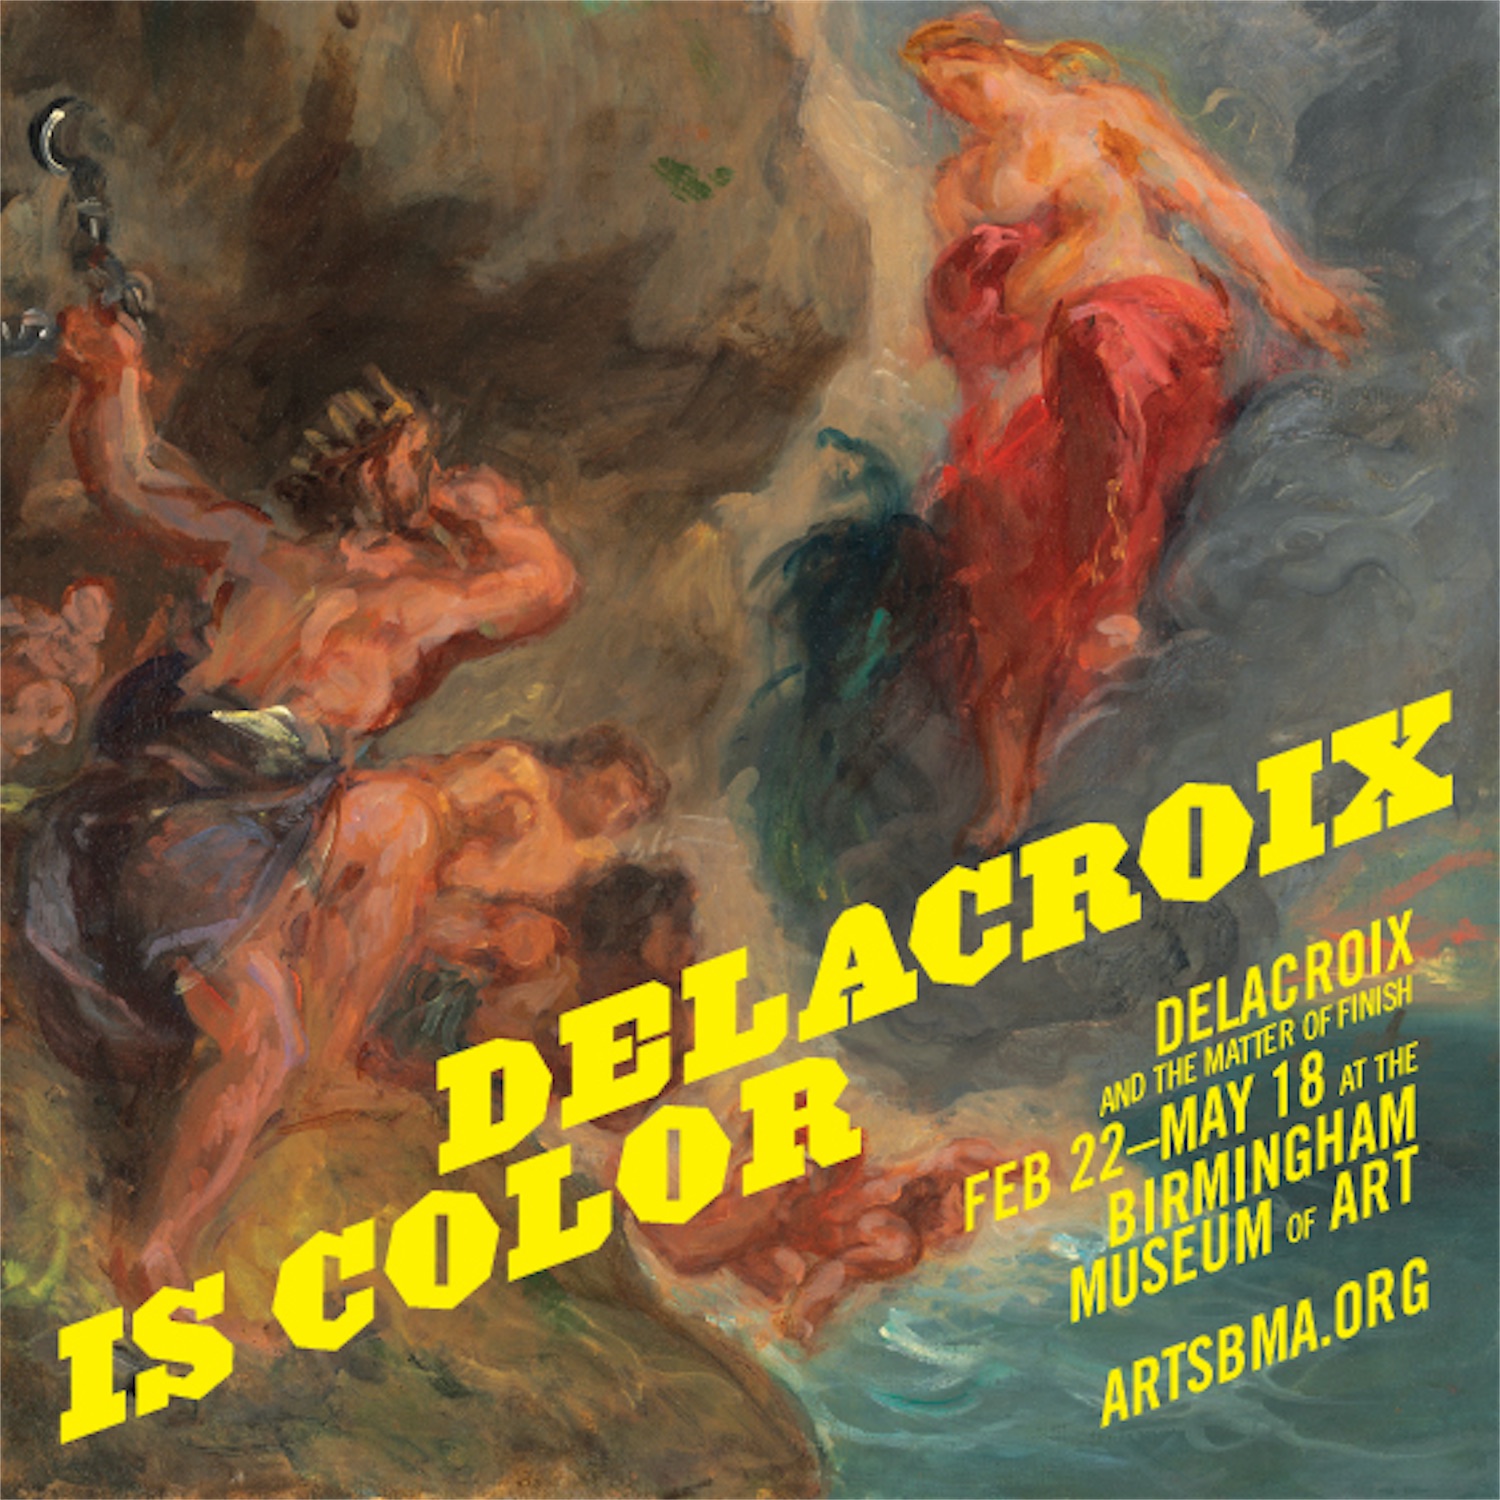 DELACROIX
IS COLOR
DELACROIX
AND THE MATTER OF FINISH
FEB 22–MAY 18 AT THE
BIRMINGHAM
MUSEUM OF ART
ARTSBMA.ORG